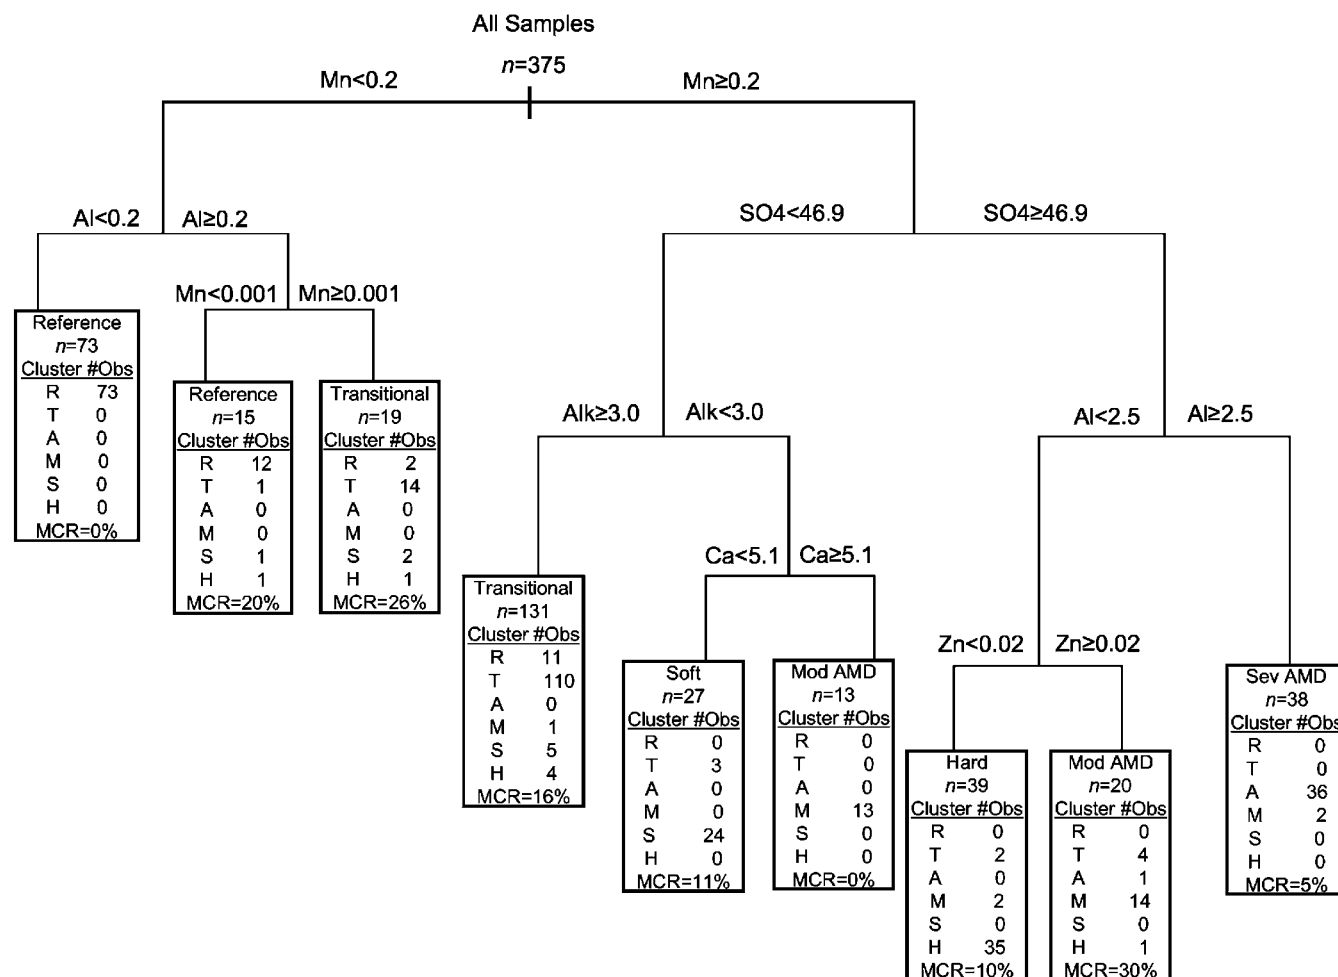 All Samples
n=375
Mn<0.2
Mn≥0.2
Al<0.2
Al≥0.2
SO4<46.9
SO4≥46.9
Mn<0.001
Mn≥0.001
Alk≥3.0
Alk<3.0
Al<2.5
Al≥2.5
Ca<5.1
Ca≥5.1
Zn<0.02
Zn≥0.02
Reference
n=73
Cluster #Obs
R 73
T 0
A 0
M 0
S 0
H 0
MCR=0%
Reference
n=15
Cluster #Obs
R 12
T 1
A 0
M 0
S 1
H 1
MCR=20%
Transitional
n=19
Cluster #Obs
R 2
T 14
A 0
M 0
S 2
H 1
MCR=26%
Transitional
n=131
Cluster #Obs
R 11
T 110
A 0
M 1
S 5
H 4
MCR=16%
Soft
n=27
Cluster #Obs
R 0
T 3
A 0
M 0
S 24
H 0
MCR=11%
Mod AMD
n=13
Cluster #Obs
R 0
T 0
A 0
M 13
S 0
H 0
MCR=0%
Hard
n=39
Cluster #Obs
R 0
T 2
A 0
M 2
S 0
H 35
MCR=10%
Mod AMD
n=20
Cluster #Obs
R 0
T 4
A 1
M 14
S 0
H 1
MCR=30%
Sev AMD
n=38
Cluster #Obs
R 0
T 0
A 36
M 2
S 0
H 0
MCR=5%